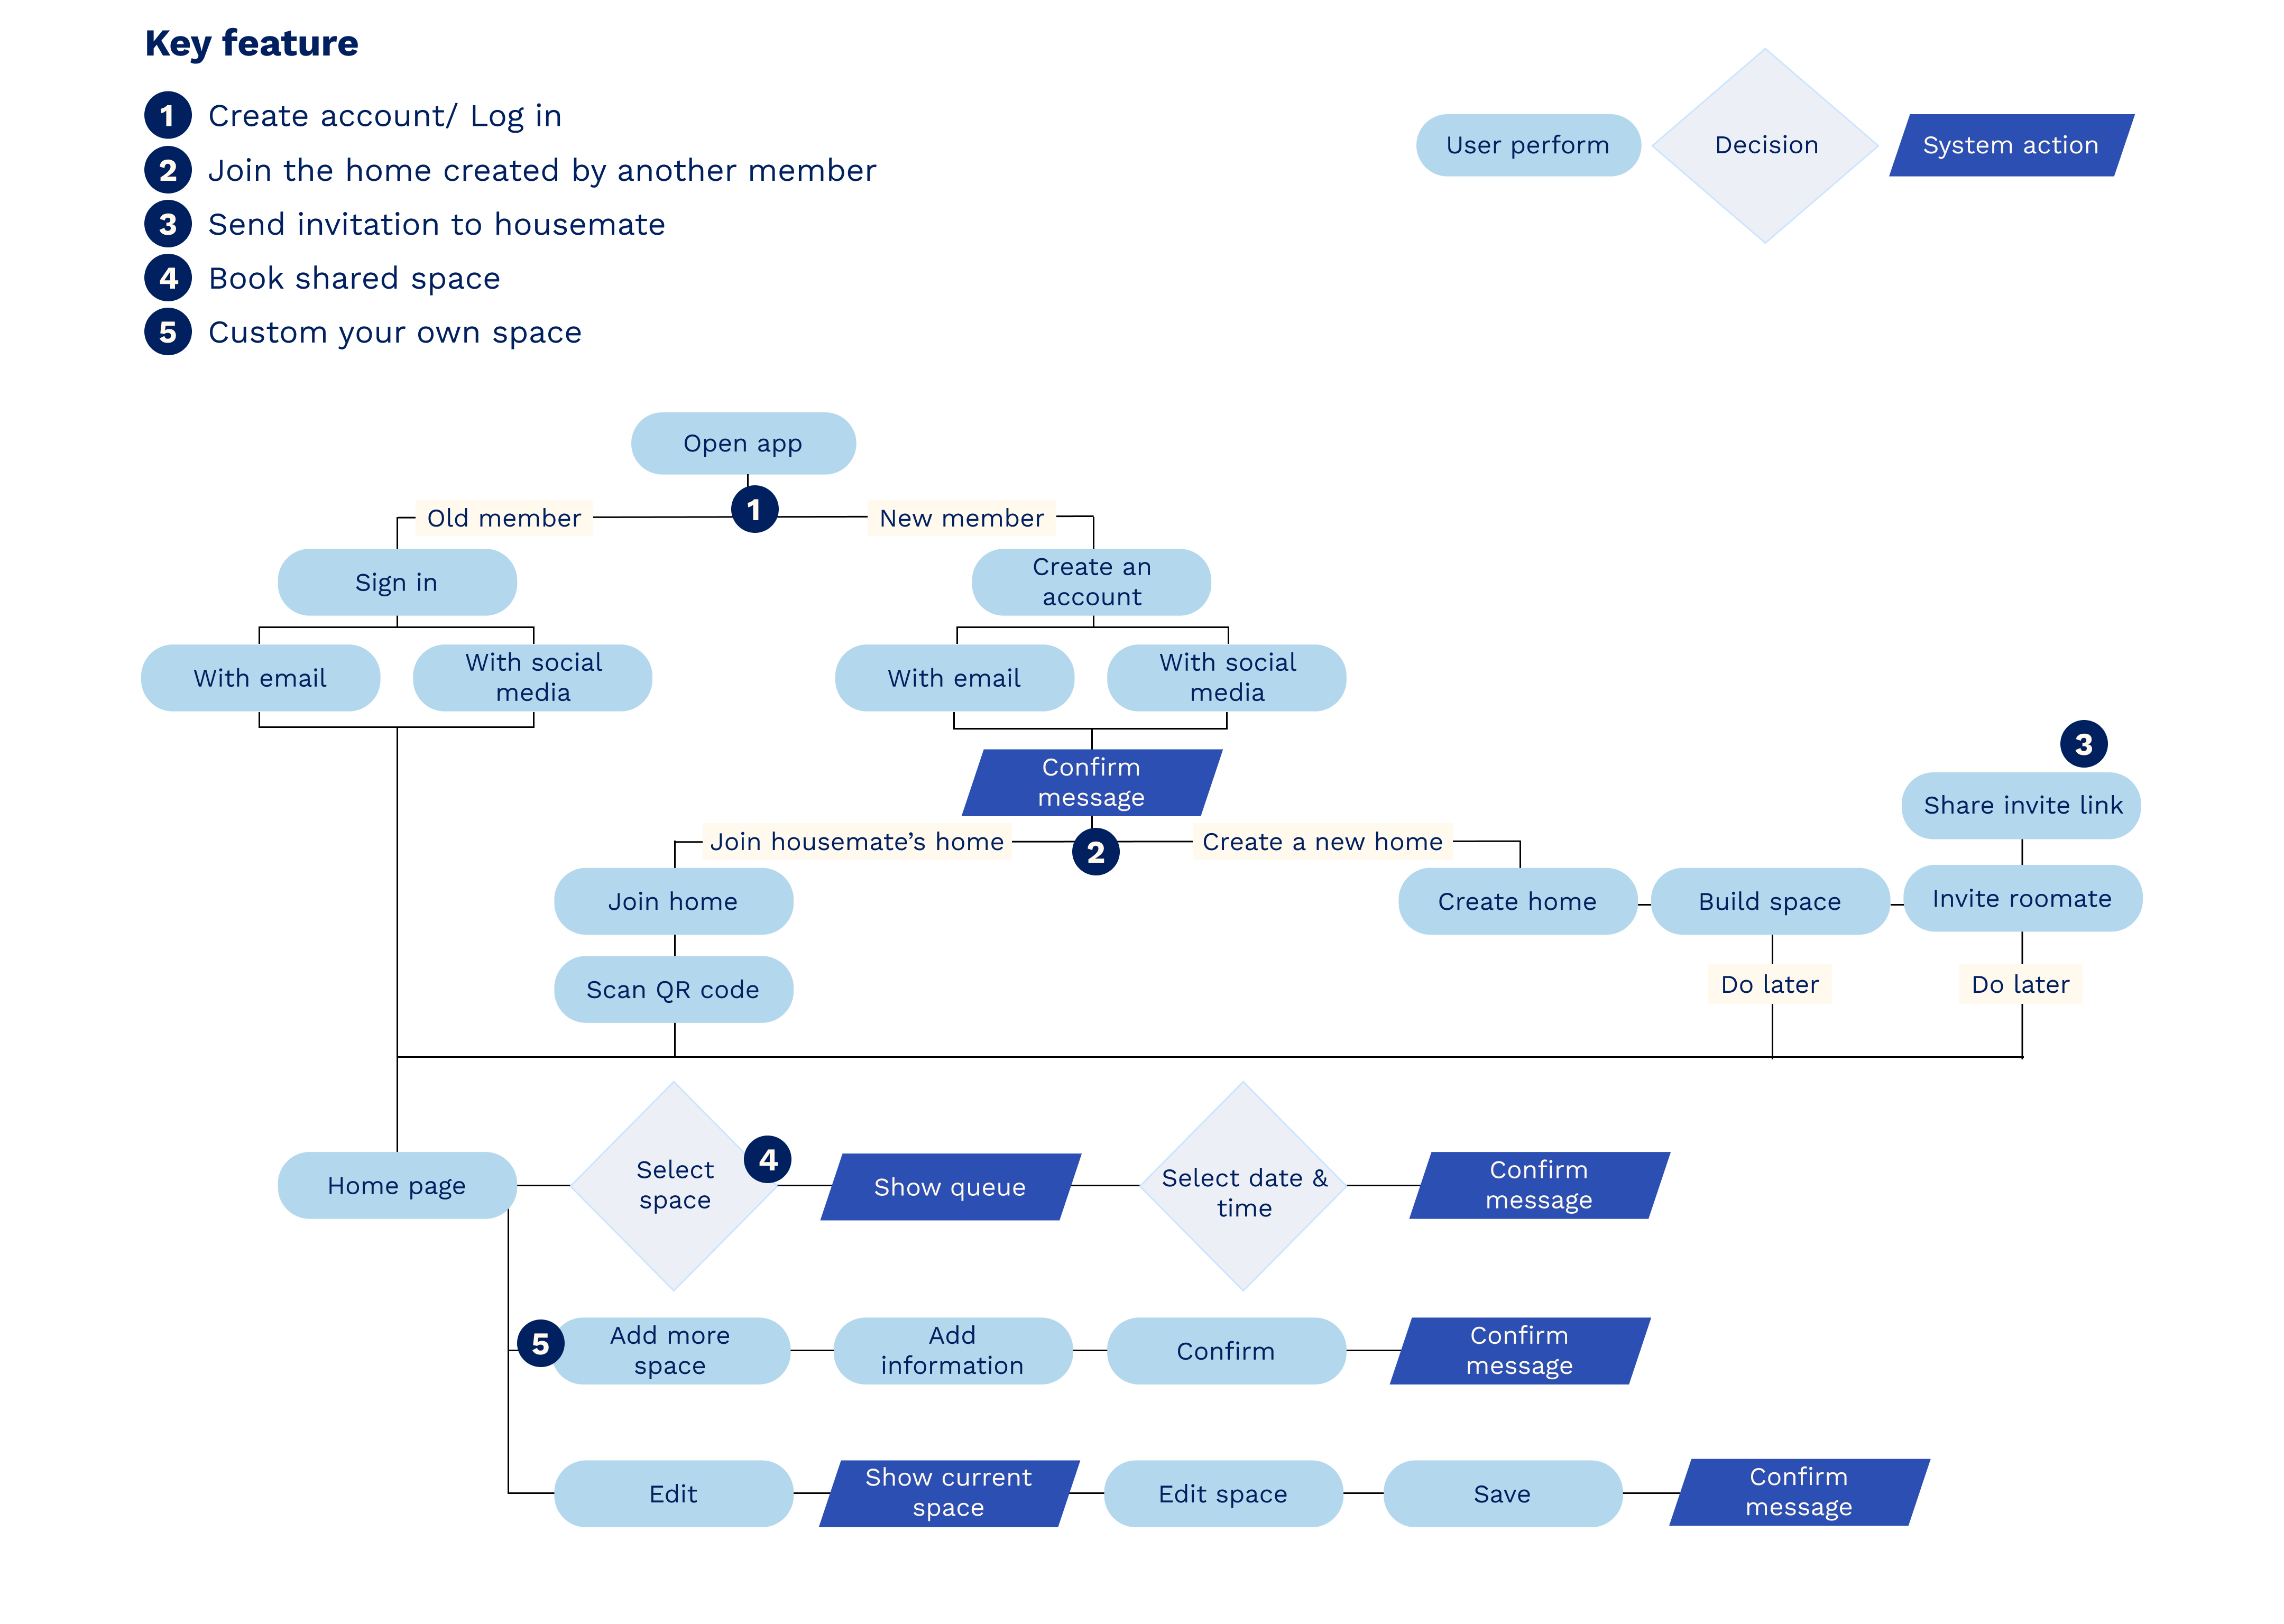 Key feature
1 Create account/ Log in
2 Join the home created by another member
3 Send invitation to housemate
4 Book shared space
5 Custom your own space
User perform
Decision
System action
Open app
1
Old member
New member
Sign in
Create an
account
With email
With social
media
With email
With social
media
3
Confirm
message
Share invite link
Join housemate’s home
2
Create a new home
Join home
Create home
Build space
Invite roomate
Scan QR code
Do later
Do later
Home page
Select
space
4
Show queue
Select date &
time
Confirm
message
5
Add more
space
Add
information
Confirm
Confirm
message
Edit
Show current
space
Edit space
Save
Confirm
message